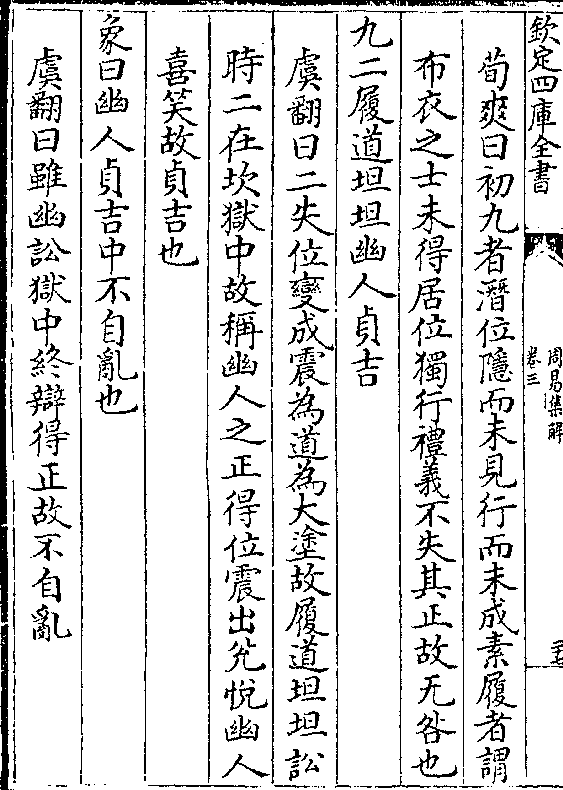 欽定四庫全書
周易集解
卷三
二十七
荀爽曰初九者潛位隱而未見行而未成素履者謂
布衣之士未得居位獨行禮義不失其正故无咎也
九二履道坦坦幽人貞吉
虞翻曰二失位變成震為道為大塗故履道坦坦訟
時二在坎獄中故稱幽人之正得位震出兊悅幽人
喜笑故貞吉也
象曰幽人貞吉中不自亂也
虞翻曰雖幽訟獄中終辯得正故不自亂